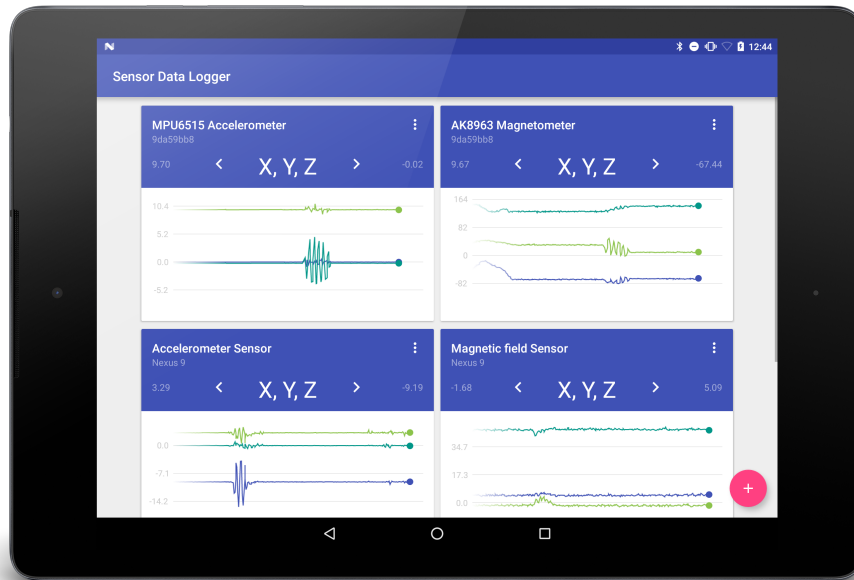 12:44
Sensor Data Logger
MPU6515 Accelerometer
9da59bb8
9.70 X, Y, Z -0.02
10.4
5.2
0.0
-5.2
AK8963 Magnetometer
9da59bb8
9.67 X, Y, Z -67.44
164
82
0
-82
Accelerometer Sensor
Nexus 9
3.29 X, Y, Z -9.19
0.0
-7.1
-14.2
Magnetic field Sensor
Nexus 9
-1.68 X, Y, Z 5.09
34.7
17.3
0.0
+